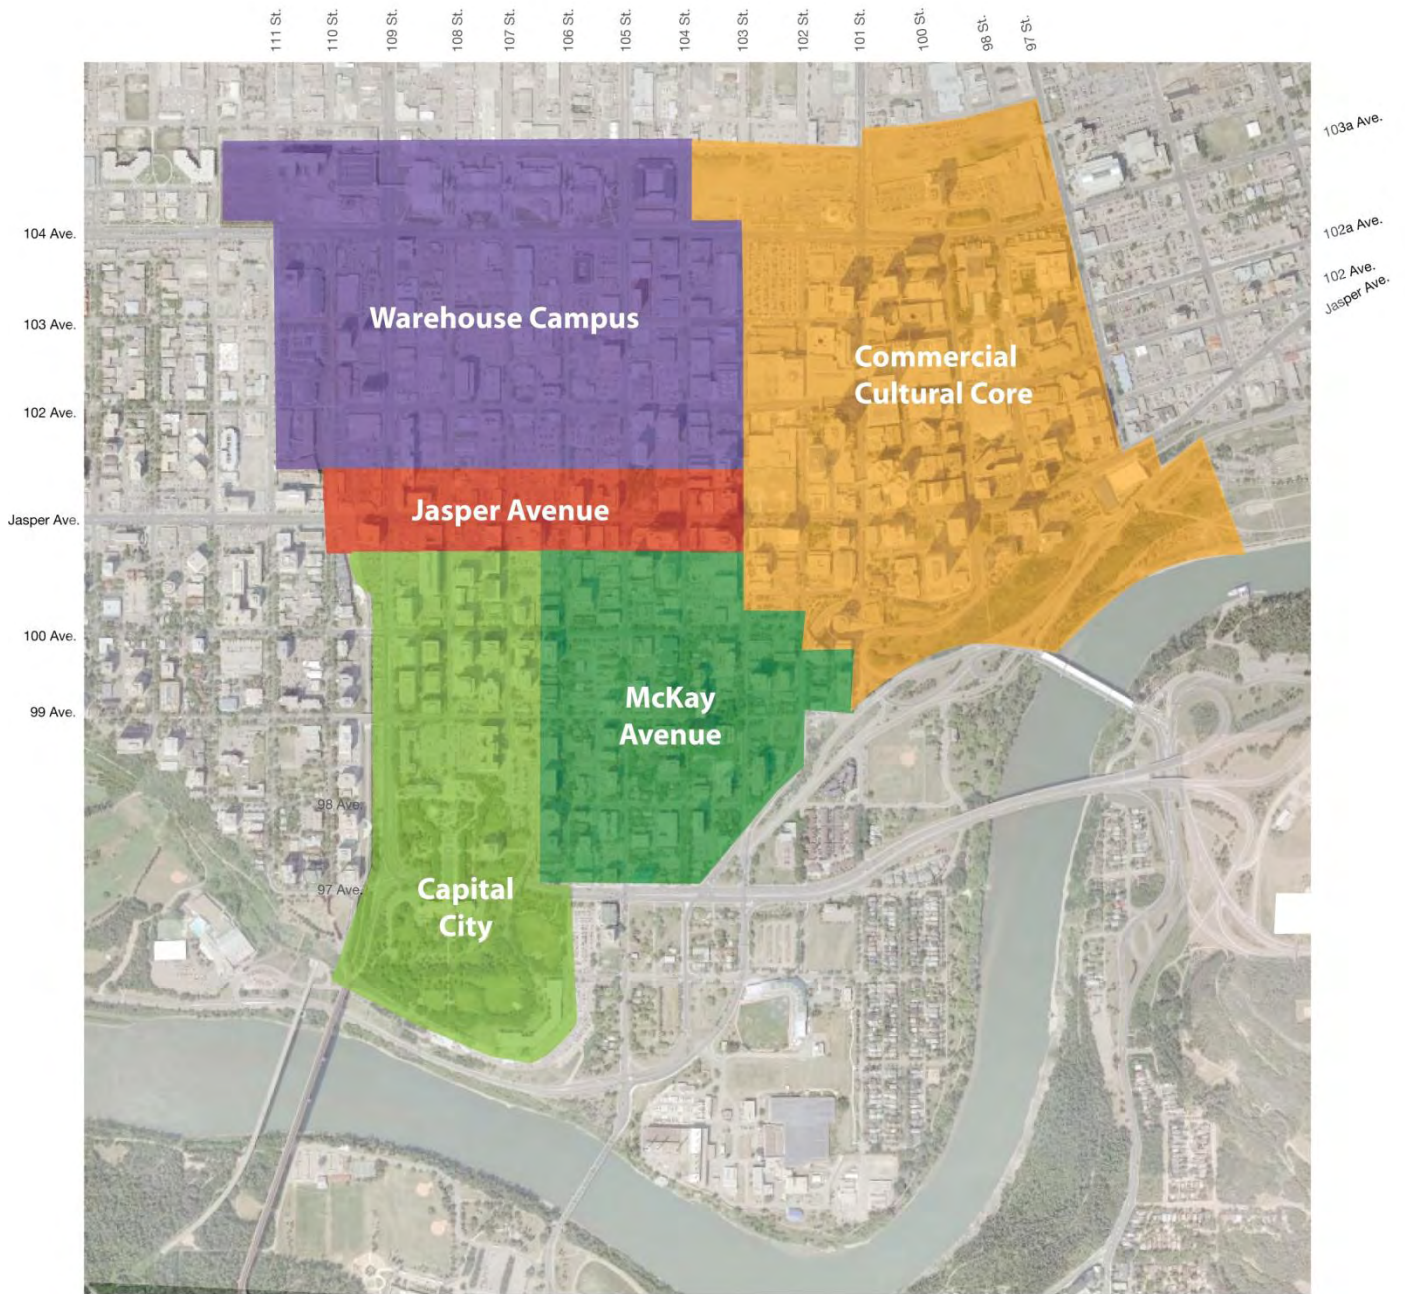 111 St.
110 St.
109 St.
108 St.
107 St.
106 St.
105 St.
104 St.
103 St.
102 St.
101 St.
100 St.
98 St.
97 St.
103a Ave.
104 Ave.
102a Ave.
102 Ave.
Jasper Ave.
103 Ave.
Warehouse Campus
Commercial
Cultural Core
102 Ave.
Jasper Avenue
Jasper Ave.
100 Ave.
McKay
Avenue
99 Ave.
98 Ave.
97 Ave.
Capital
City